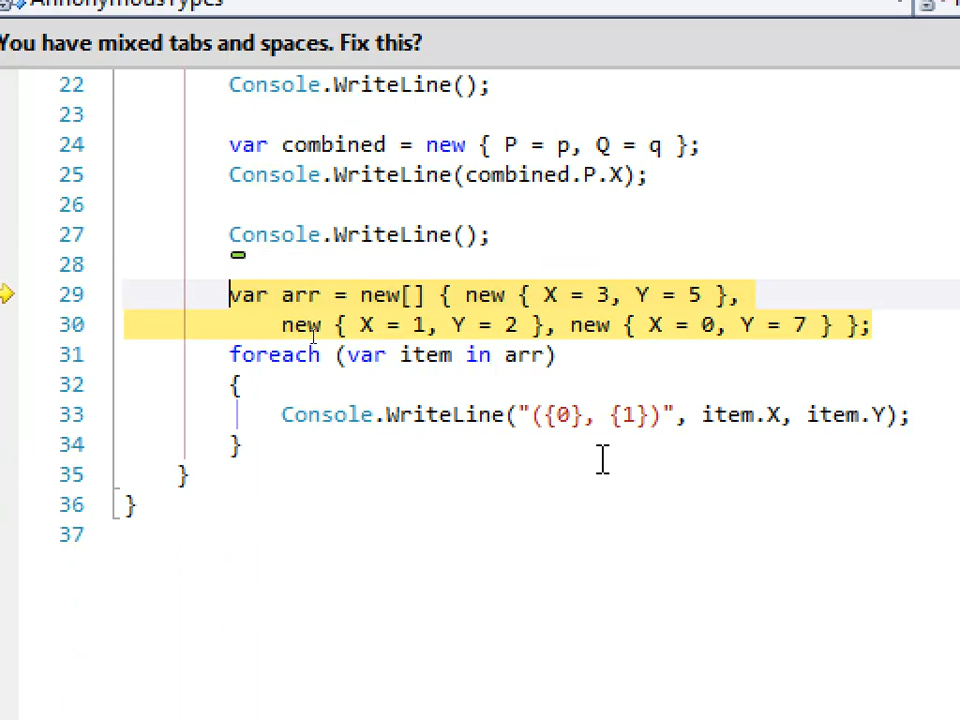 AnnonymousTypes
You have mixed tabs and spaces. Fix this?
22 Console.WriteLine();
23
24 var combined = new { P = p, Q = q };
25 Console.WriteLine(combined.P.X);
26
27 Console.WriteLine();
28
29 var arr = new[] { new { X = 3, Y = 5 },
30 new { X = 1, Y = 2 }, new { X = 0, Y = 7 } };
31 foreach (var item in arr)
32 {
33 Console.WriteLine("({0}, {1})", item.X, item.Y);
34 }
35 }
36 }
37